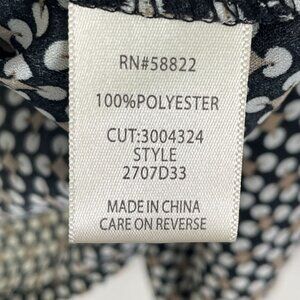 RN#58822
100%POLYESTER
CUT:3004324
STYLE
2707D33
MADE IN CHINA
CARE ON REVERSE